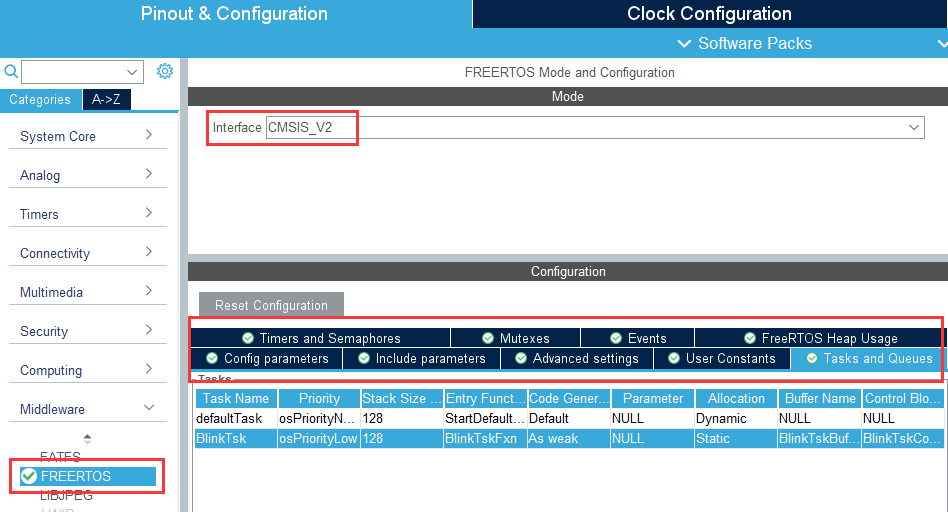 Pinout & Configuration
Clock Configuration
Software Packs
Categories
A->Z
System Core
Analog
Timers
Connectivity
Multimedia
Security
Computing
Middleware
FATFS
FREERTOS
LIBJPEG
FREERTOS Mode and Configuration
Mode
Interface CMSIS_V2
Configuration
Reset Configuration
Timers and Semaphores Mutexes Events FreeRTOS Heap Usage
Config parameters Include parameters Advanced settings User Constants Tasks and Queues
Tasks
Task Name Priority Stack Size ... Entry Funct... Code Gener... Parameter Allocation Buffer Name Control Blo...
defaultTask osPriorityN... 128 StartDefault... Default NULL Dynamic NULL NULL
BlinkTsk osPriorityLow 128 BlinkTskFxn As weak NULL Static BlinkTskBuf... BlinkTskCo...